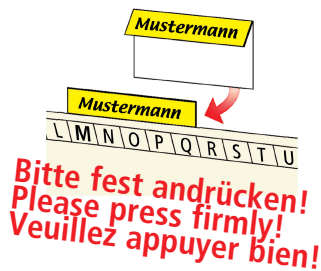 Mustermann
Mustermann
L M N O P Q R S T U
Bitte fest andrücken!
Please press firmly!
Veuillez appuyer bien!